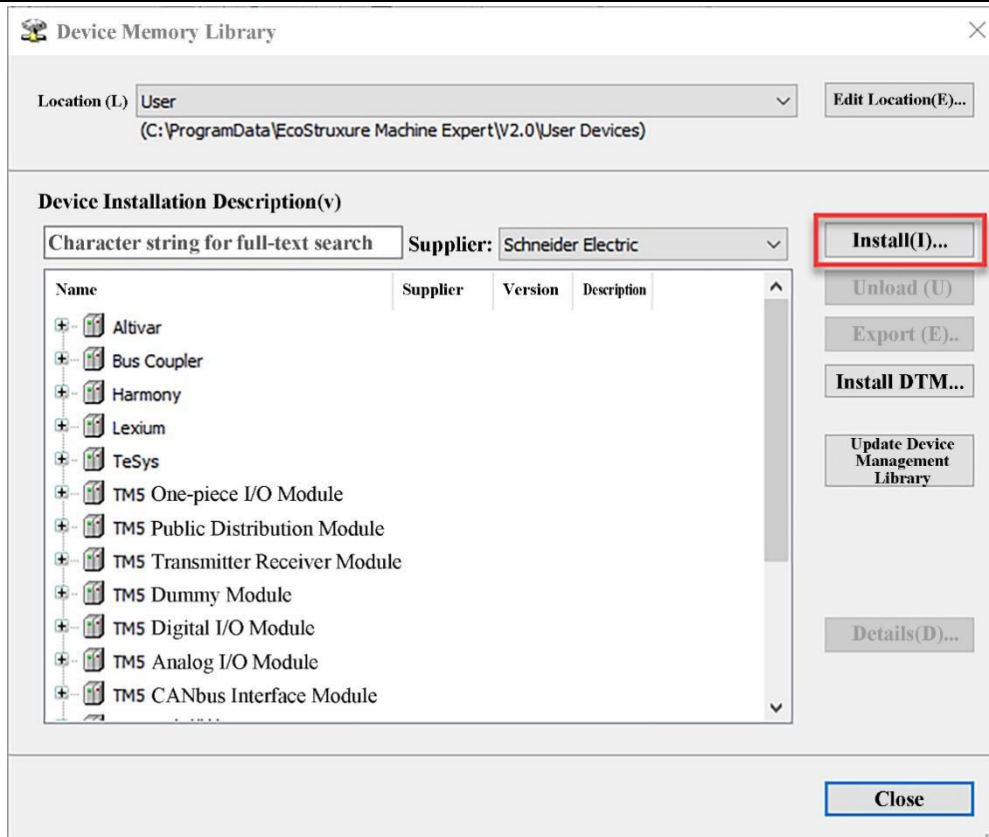 Device Memory Library
Location (L) User Edit Location(E)...
(C:\ProgramData\EcoStruxure Machine Expert\V2.0\User Devices)
Device Installation Description(v)
Character string for full-text search Supplier: Schneider Electric Install(I)...
Name Supplier Version Description Unload (U)
Altivar
Export (E)..
Bus Coupler
Harmony Install DTM...
Lexium
TeSys
Update Device
Management
Library
TM5 One-piece I/O Module
TM5 Public Distribution Module
TM5 Transmitter Receiver Module
TM5 Dummy Module
TM5 Digital I/O Module Details(D)...
TM5 Analog I/O Module
TM5 CANbus Interface Module
Close